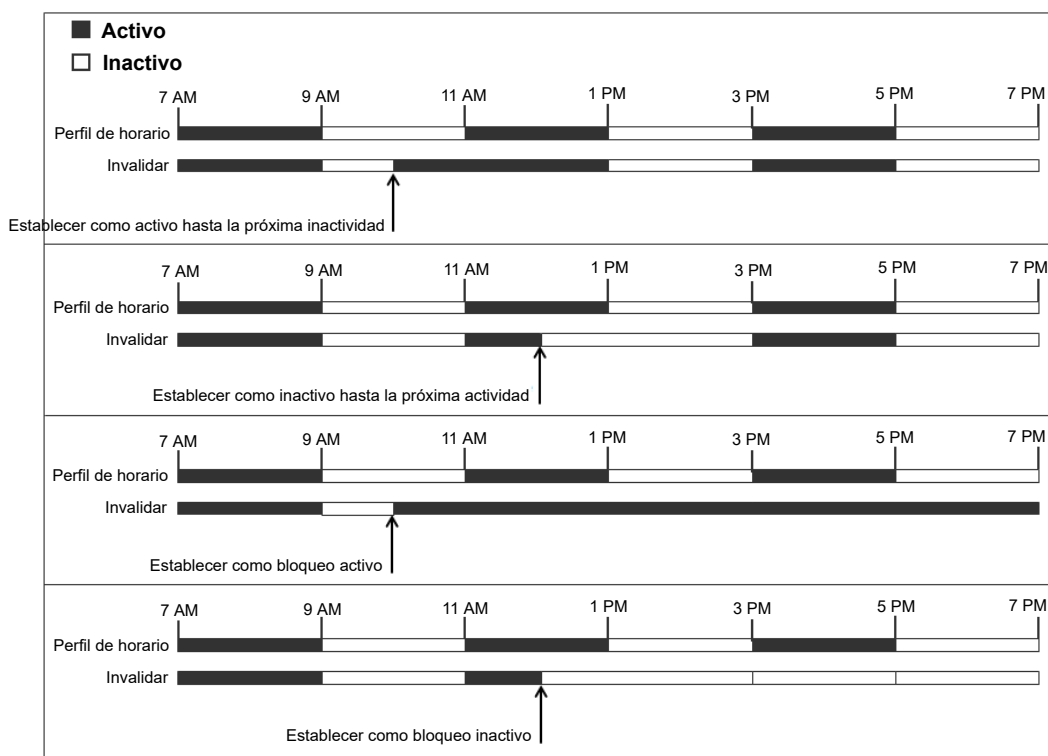 Activo
Inactivo
7 AM 9 AM 11 AM 1 PM 3 PM 5 PM 7 PM
Perfil de horario
Invalidar
Establecer como activo hasta la próxima inactividad
7 AM 9 AM 11 AM 1 PM 3 PM 5 PM 7 PM
Perfil de horario
Invalidar
Establecer como inactivo hasta la próxima actividad
7 AM 9 AM 11 AM 1 PM 3 PM 5 PM 7 PM
Perfil de horario
Invalidar
Establecer como bloqueo activo
7 AM 9 AM 11 AM 1 PM 3 PM 5 PM 7 PM
Perfil de horario
Invalidar
Establecer como bloqueo inactivo